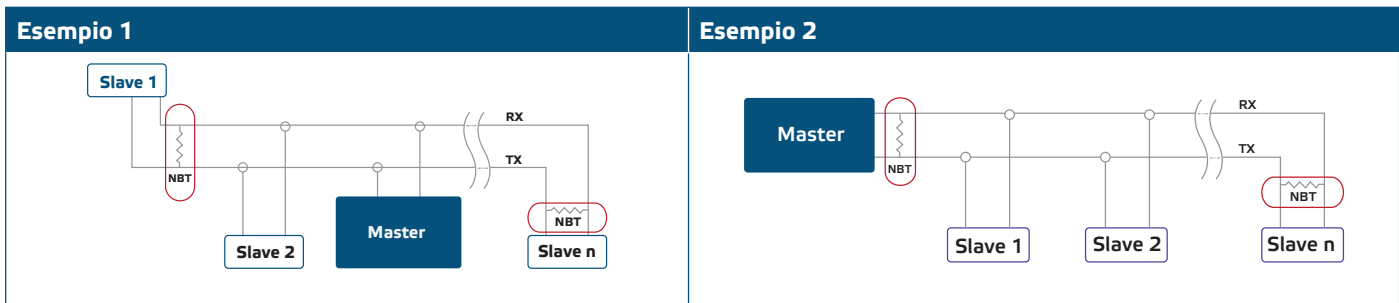 Esempio 1
Slave 1
RX
TX
NBT
NBT
Slave 2
Master
Slave n
Esempio 2
Master
RX
TX
NBT
NBT
Slave 1
Slave 2
Slave n